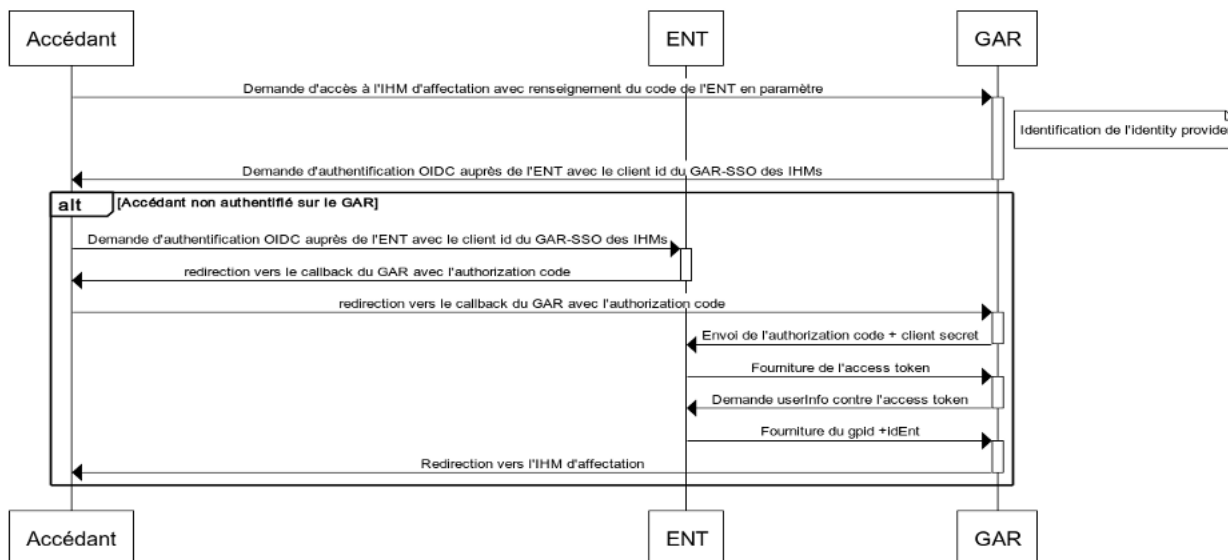 Accédant
ENT
GAR
Demande d'accès à l'IHM d'affectation avec renseignement du code de l'ENT en paramètre
Identification de l'identity provide
Demande d'authentification OIDC auprès de l'ENT avec le client id du GAR-SSO des IHMs
alt
[Accédant non authentifié sur le GAR]
Demande d'authentification OIDC auprès de l'ENT avec le client id du GAR-SSO des IHMs
redirection vers le callback du GAR avec l'authorization code
redirection vers le callback du GAR avec l'authorization code
Envoi de l'authorization code + client secret
Fourniture de l'access token
Demande userInfo contre l'access token
Fourniture du gpid +idEnt
Redirection vers l'IHM d'affectation
Accédant
ENT
GAR